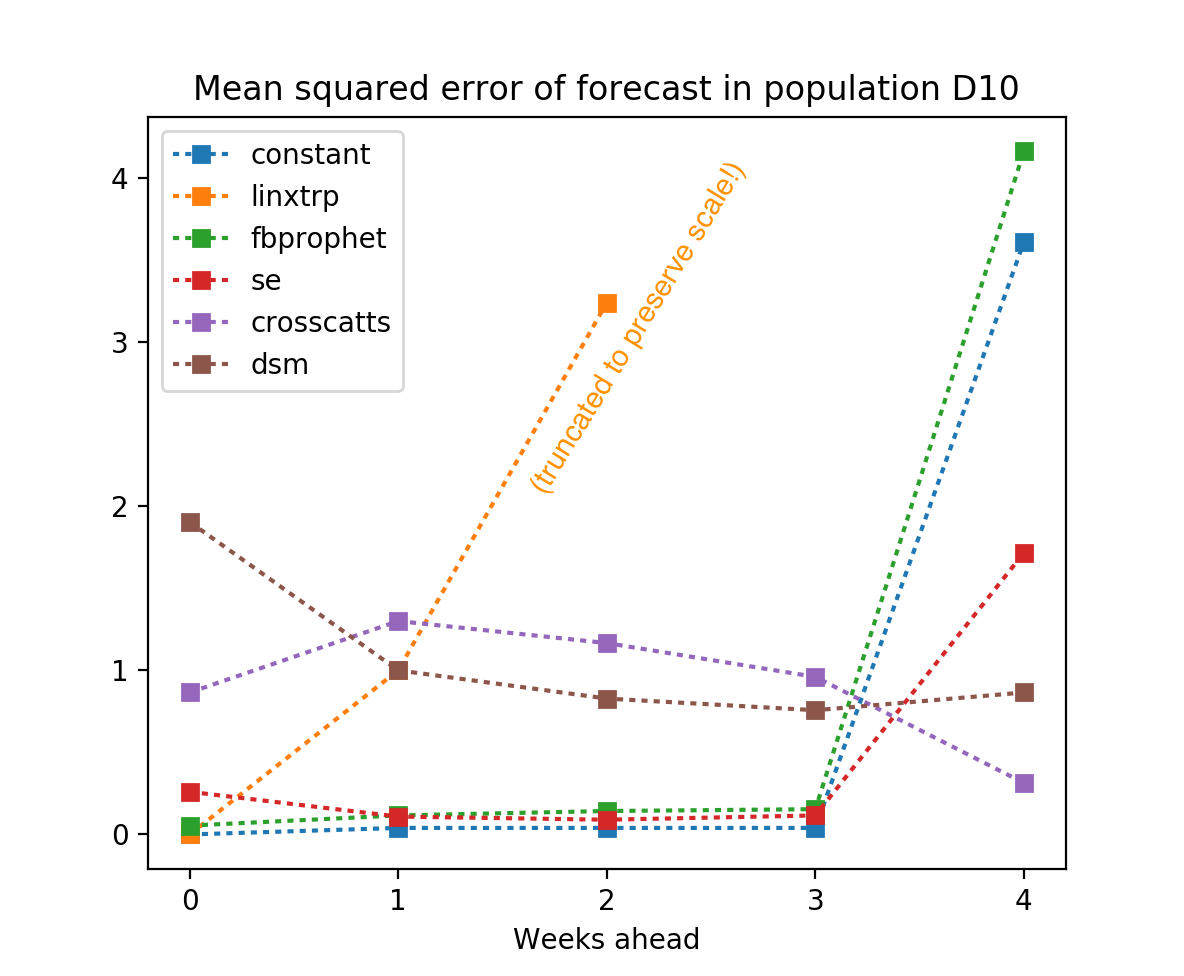 Mean squared error of forecast in population D10
constant
linxtrp
fbprophet
se
crosscatts
dsm
(truncated to preserve scale!)
4
3
2
1
0
0 1 2 3 4
Weeks ahead